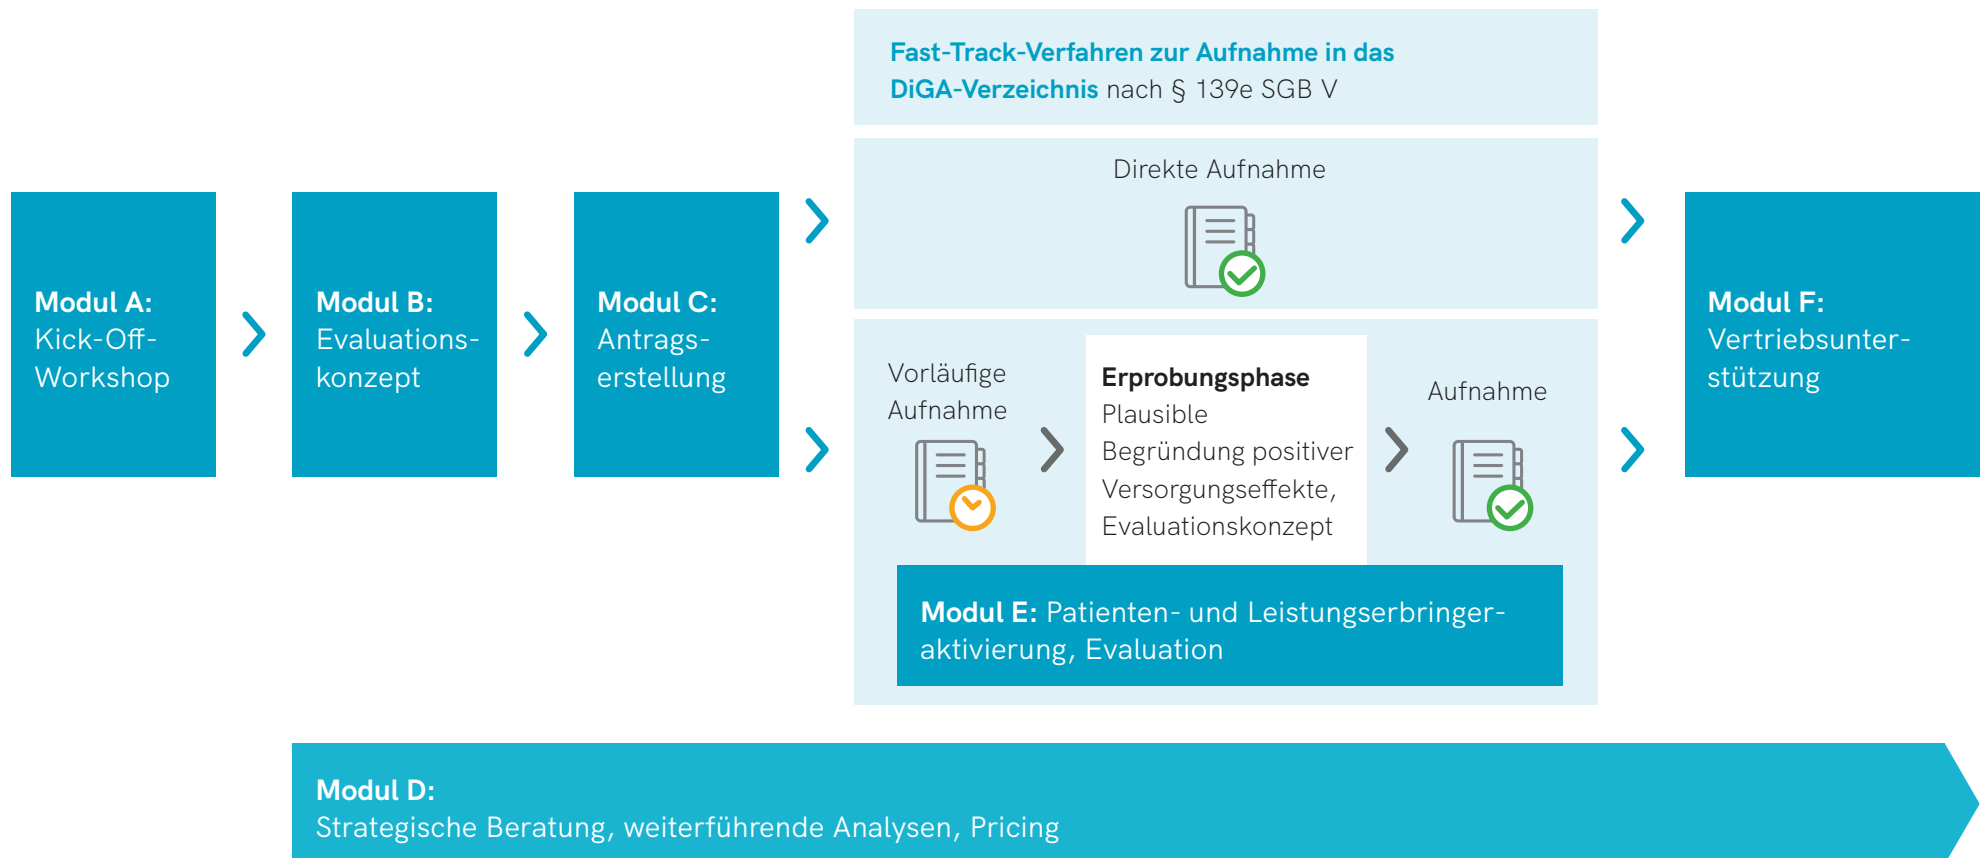 Fast-Track-Verfahren zur Aufnahme in das
DiGA-Verzeichnis nach § 139e SGB V
Modul A:
Kick-Off-
Workshop
Modul B:
Evaluations-
konzept
Modul C:
Antrags-
erstellung
Direkte Aufnahme
Vorläufige
Aufnahme
Erprobungsphase
Plausible
Begründung positiver
Versorgungseffekte,
Evaluationskonzept
Aufnahme
Modul E: Patienten- und Leistungserbringer-
aktivierung, Evaluation
Modul F:
Vertriebsunter-
stützung
Modul D:
Strategische Beratung, weiterführende Analysen, Pricing